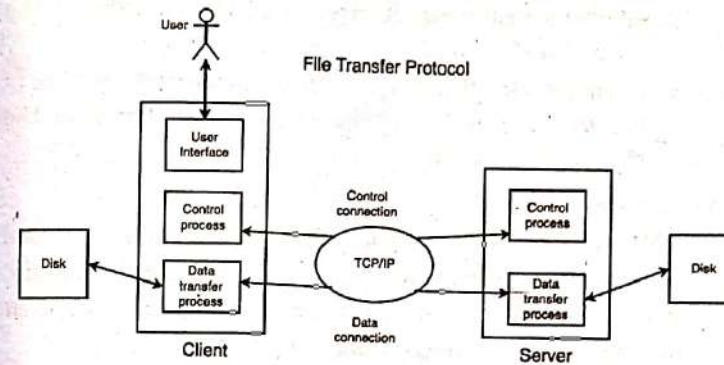 User
File Transfer Protocol
User
Interface
Control
process
Control
connection
Control
process
Disk
Data
transfer
process
TCP/IP
Data
transfer
process
Disk
Data
connection
Client
Server